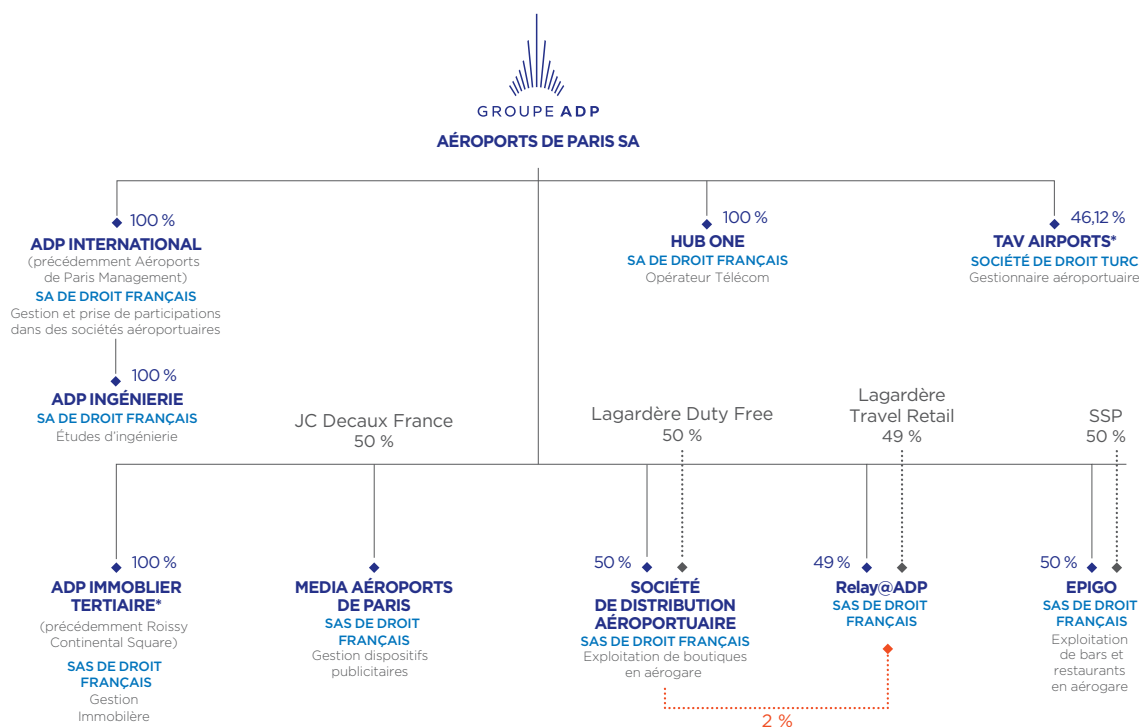 GROUPE ADP
AÉROPORTS DE PARIS SA
100 %
ADP INTERNATIONAL
(précédemment Aéroports
de Paris Management)
SA DE DROIT FRANÇAIS
Gestion et prise de participations
dans des sociétés aéroportuaires
100 %
HUB ONE
SA DE DROIT FRANÇAIS
Opérateur Télécom
46,12 %
TAV AIRPORTS*
SOCIÉTÉ DE DROIT TURC
Gestionnaire aéroportuaire
100 %
ADP INGÉNIERIE
SA DE DROIT FRANÇAIS
Études d'ingénierie
JC Decaux France
50 %
Lagardère Duty Free
50 %
Lagardère
Travel Retail
49 %
SSP
50 %
100 %
ADP IMMOBLIER
TERTIAIRE*
(précédemment Roissy
Continental Square)
SAS DE DROIT
FRANÇAIS
Gestion
Immobilère
MEDIA AÉROPORTS
DE PARIS
SAS DE DROIT
FRANÇAIS
Gestion dispositifs
publicitaires
50 %
SOCIÉTÉ
DE DISTRIBUTION
AÉROPORTUAIRE
SAS DE DROIT FRANÇAIS
Exploitation de boutiques
en aérogare
49 %
Relay@ADP
SAS DE DROIT
FRANÇAIS
50 %
EPIGO
SAS DE DROIT
FRANÇAIS
Exploitation
de bars et
restaurants
en aérogare
2 %